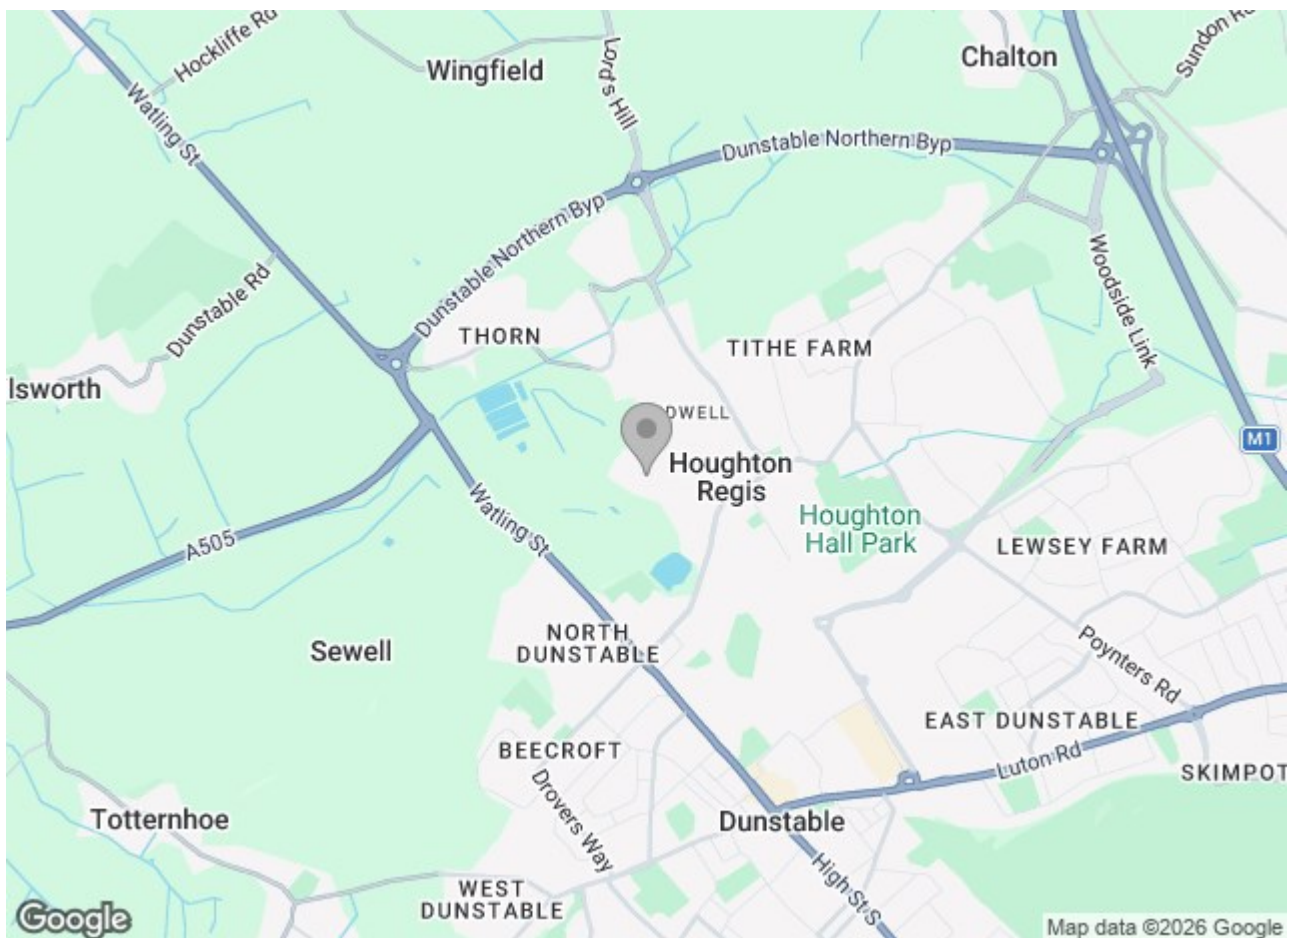 Hockliffe Rd
Wingfield
Lord's Hill
Chalton
Sundon Rd
Watling St
Dunstable Northern Byp
Dunstable Northern Byp
Woodside Link
Dunstable Rd
THORN
TITHE FARM
lsworth
DWELL
M1
Houghton
Regis
Watling St
Houghton
Hall Park
A505
LEWSEY FARM
NORTH
DUNSTABLE
Sewell
Poynters Rd
EAST DUNSTABLE
BEECROFT
Luton Rd
SKIMPOT
Drovers Way
Totternhoe
Dunstable
High St S
WEST
DUNSTABLE
Google
Map data ©2026 Google